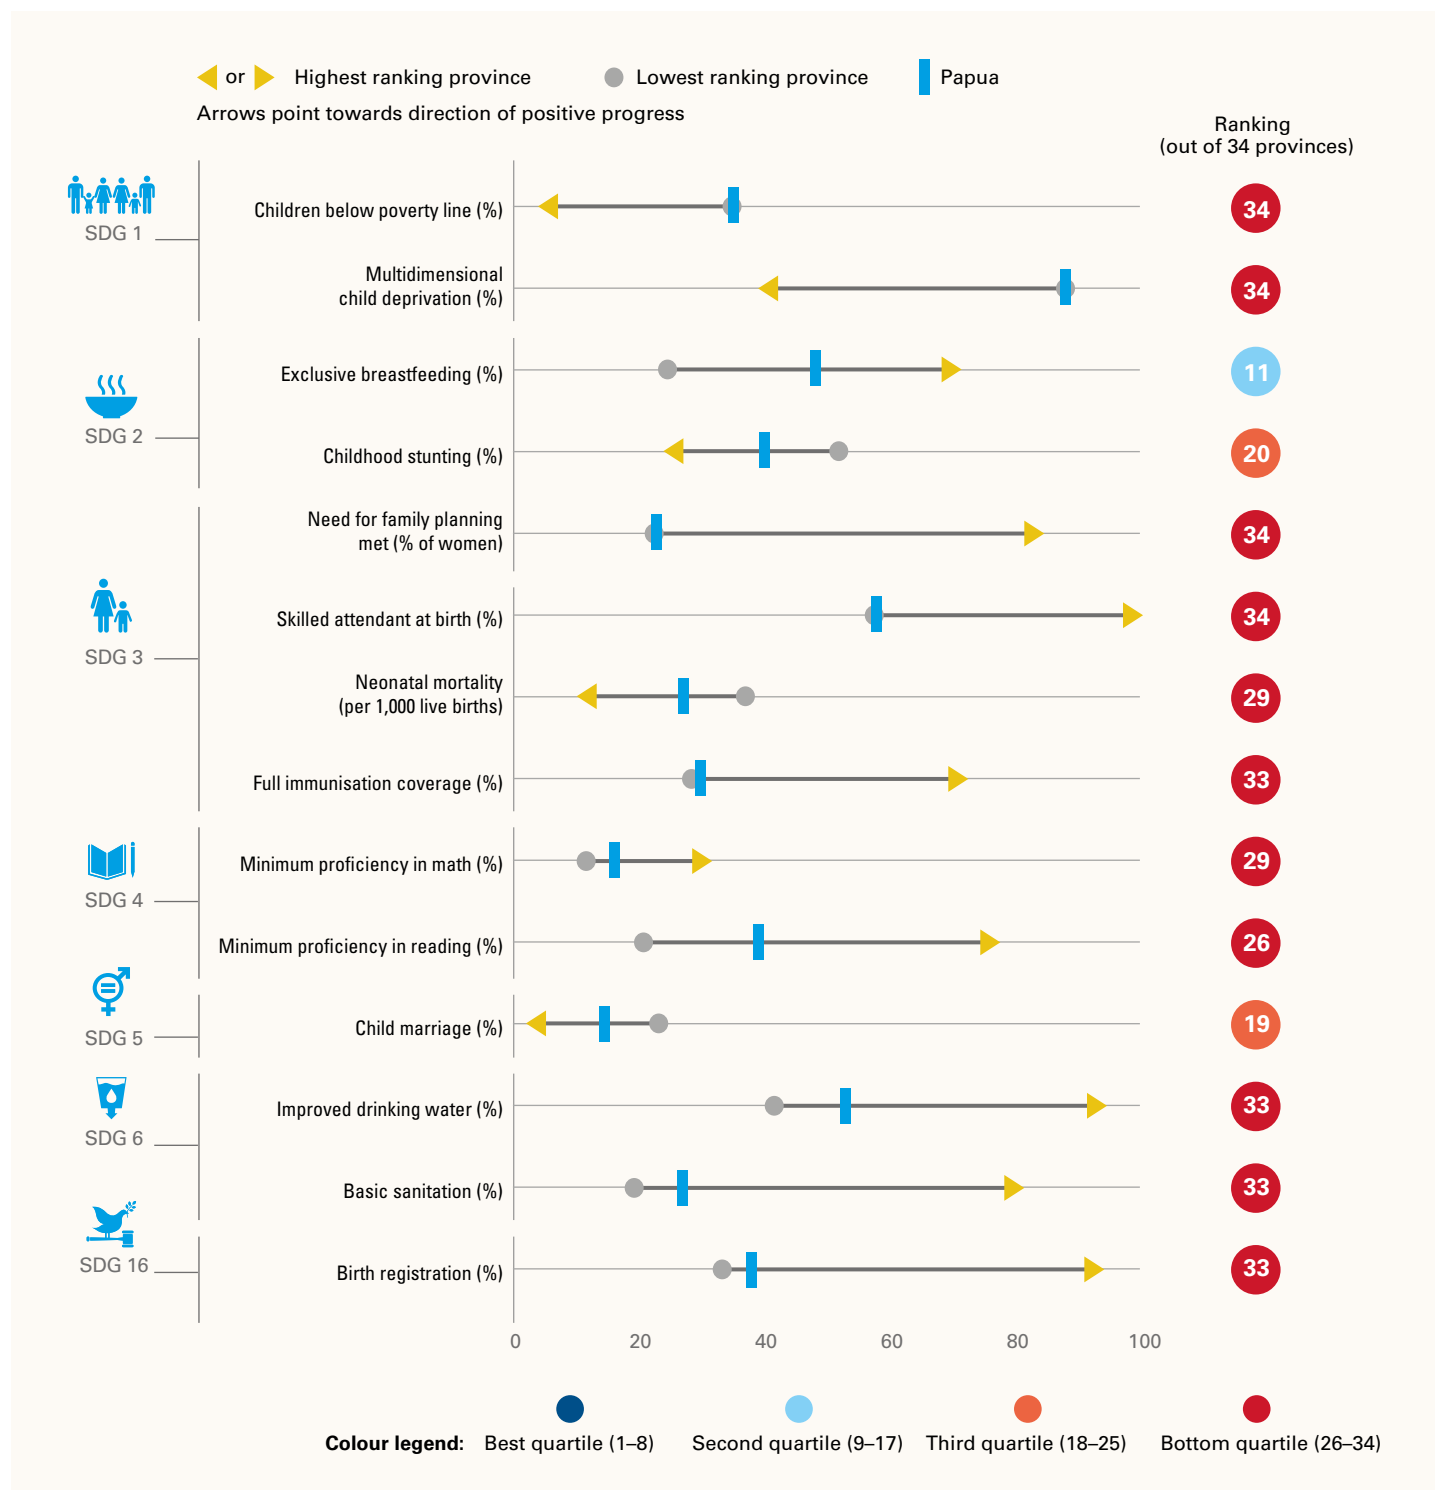 or Highest ranking province Lowest ranking province Papua
Arrows point towards direction of positive progress
Ranking
(out of 34 provinces)
SDG 1
Children below poverty line (%)
34
Multidimensional
child deprivation (%)
34
SDG 2
Exclusive breastfeeding (%)
11
Childhood stunting (%)
20
SDG 3
Need for family planning
met (% of women)
34
Skilled attendant at birth (%)
34
Neonatal mortality
(per 1,000 live births)
29
Full immunisation coverage (%)
33
SDG 4
Minimum proficiency in math (%)
29
Minimum proficiency in reading (%)
26
SDG 5
Child marriage (%)
19
SDG 6
Improved drinking water (%)
33
Basic sanitation (%)
33
SDG 16
Birth registration (%)
33
0 20 40 60 80 100
Colour legend: Best quartile (1–8) Second quartile (9–17) Third quartile (18–25) Bottom quartile (26–34)